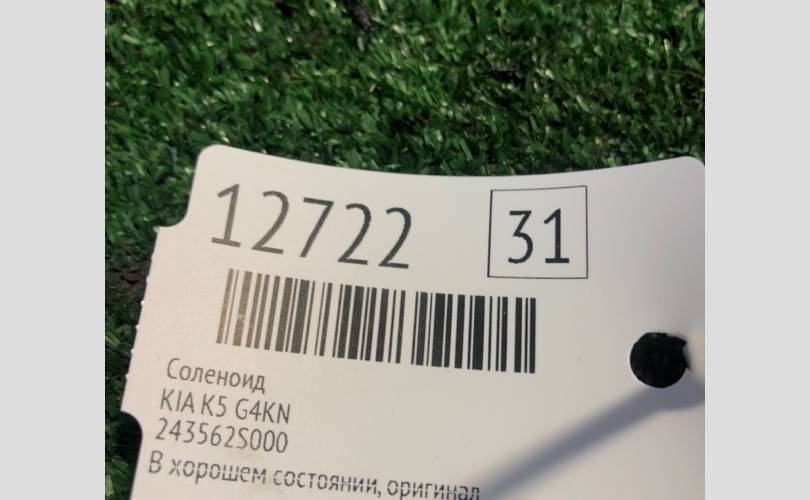 12722 31
Соленоид
KIA K5 G4KN
243562S000
В хорошем состоянии, оригинал